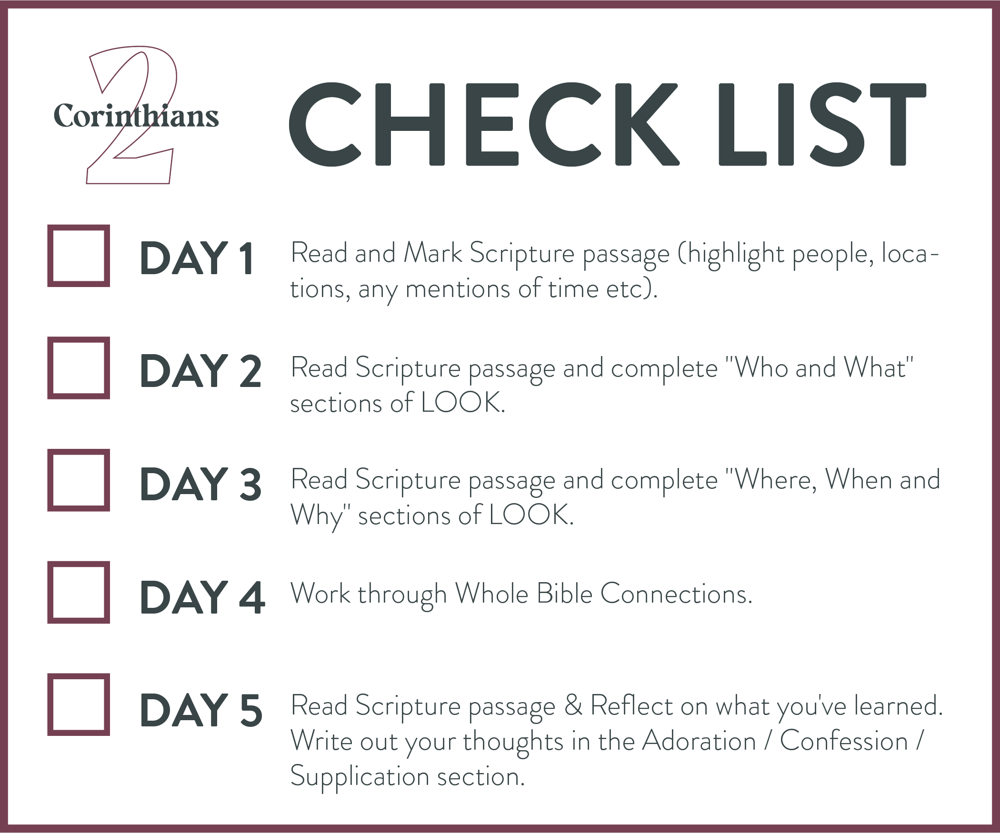 2
Corinthians
CHECK LIST
DAY 1
Read and Mark Scripture passage (highlight people, loca-
tions, any mentions of time etc).
DAY 2
Read Scripture passage and complete "Who and What"
sections of LOOK.
DAY 3
Read Scripture passage and complete "Where, When and
Why" sections of LOOK.
DAY 4
Work through Whole Bible Connections.
DAY 5
Read Scripture passage & Reflect on what you've learned.
Write out your thoughts in the Adoration / Confession /
Supplication section.